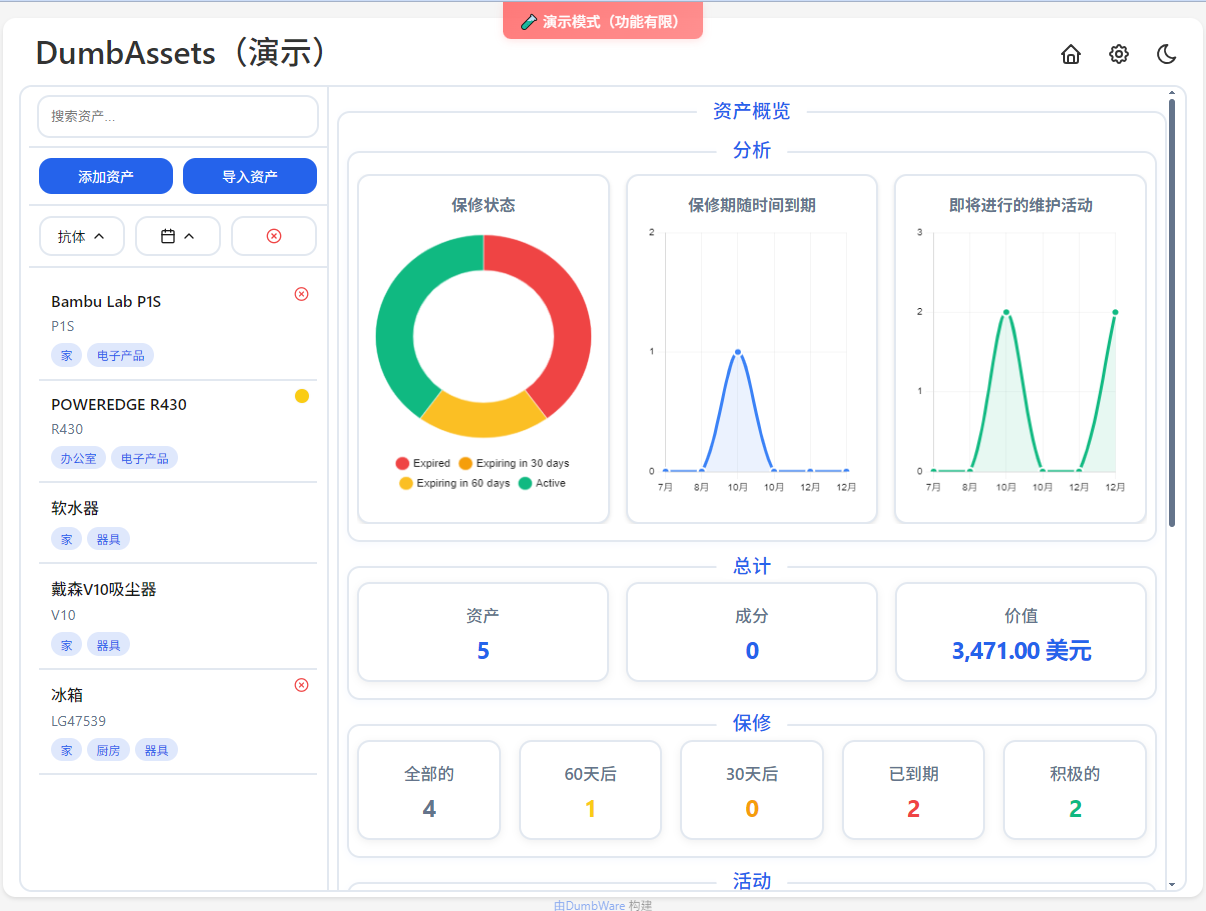 演示模式（功能有限）
DumbAssets（演示）
搜索资产...
添加资产
导入资产
抗体
Bambu Lab P1S
P1S
家
电子产品
POWEREDGE R430
R430
办公室
电子产品
软水器
家
器具
戴森V10吸尘器
V10
家
器具
冰箱
LG47539
家
厨房
器具
资产概览
分析
保修状态
Expired
Expiring in 30 days
Expiring in 60 days
Active
保修期随时间到期
2
1
0
7月 8月 10月 10月 12月 12月
即将进行的维护活动
3
2
1
0
7月 8月 10月 10月 12月 12月
总计
资产
5
成分
0
价值
3,471.00 美元
保修
全部的
4
60天后
1
30天后
0
已到期
2
积极的
2
活动
由DumbWare 构建